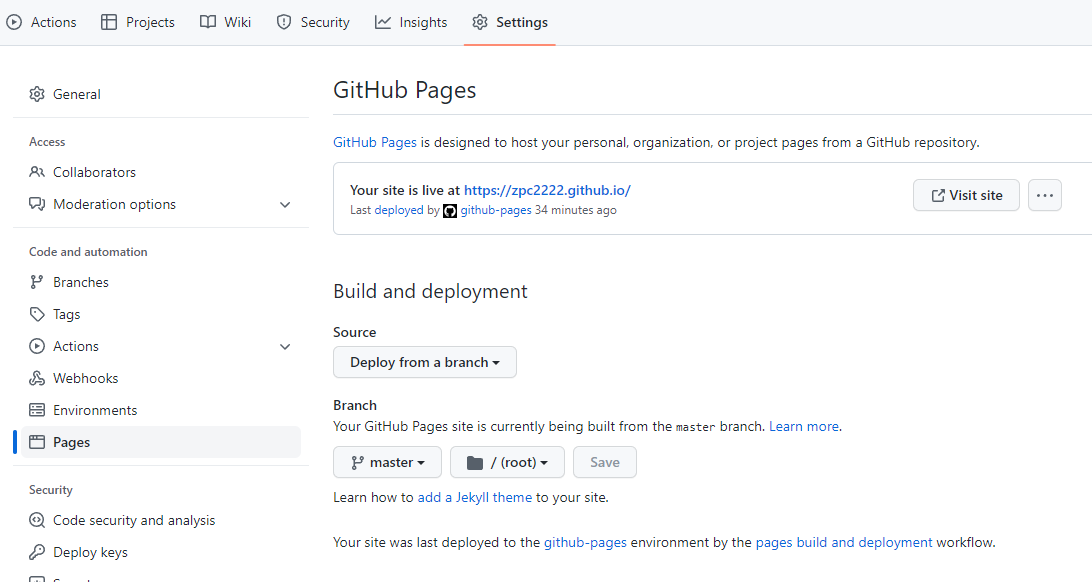 Actions Projects Wiki Security Insights Settings
General
Access
Collaborators
Moderation options
Code and automation
Branches
Tags
Actions
Webhooks
Environments
Pages
Security
Code security and analysis
Deploy keys
GitHub Pages
GitHub Pages is designed to host your personal, organization, or project pages from a GitHub repository.
Your site is live at https://zpc2222.github.io/
Last deployed by github-pages 34 minutes ago
Visit site
Build and deployment
Source
Deploy from a branch
Branch
Your GitHub Pages site is currently being built from the master branch. Learn more.
master / (root) Save
Learn how to add a Jekyll theme to your site.
Your site was last deployed to the github-pages environment by the pages build and deployment workflow.